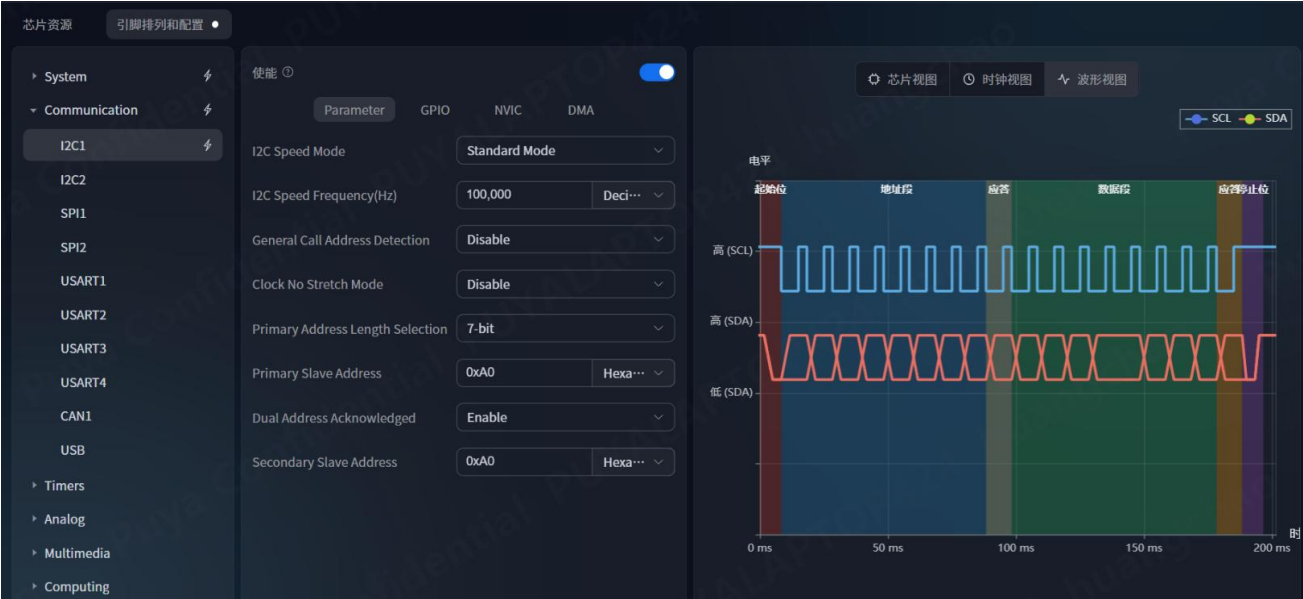 芯片资源
引脚排列和配置
System
Communication
I2C1
I2C2
SPI1
SPI2
USART1
USART2
USART3
USART4
CAN1
USB
Timers
Analog
Multimedia
Computing
使能
Parameter GPIO NVIC DMA
I2C Speed Mode Standard Mode
I2C Speed Frequency(Hz) 100,000 Deci···
General Call Address Detection Disable
Clock No Stretch Mode Disable
Primary Address Length Selection 7-bit
Primary Slave Address 0xA0 Hexa···
Dual Address Acknowledged Enable
Secondary Slave Address 0xA0 Hexa···
芯片视图 时钟视图 波形视图
SCL SDA
电平
起始位 地址段 应答 数据段 应答 停止位
高 (SCL)
高 (SDA)
低 (SDA)
时
0 ms 50 ms 100 ms 150 ms 200 ms